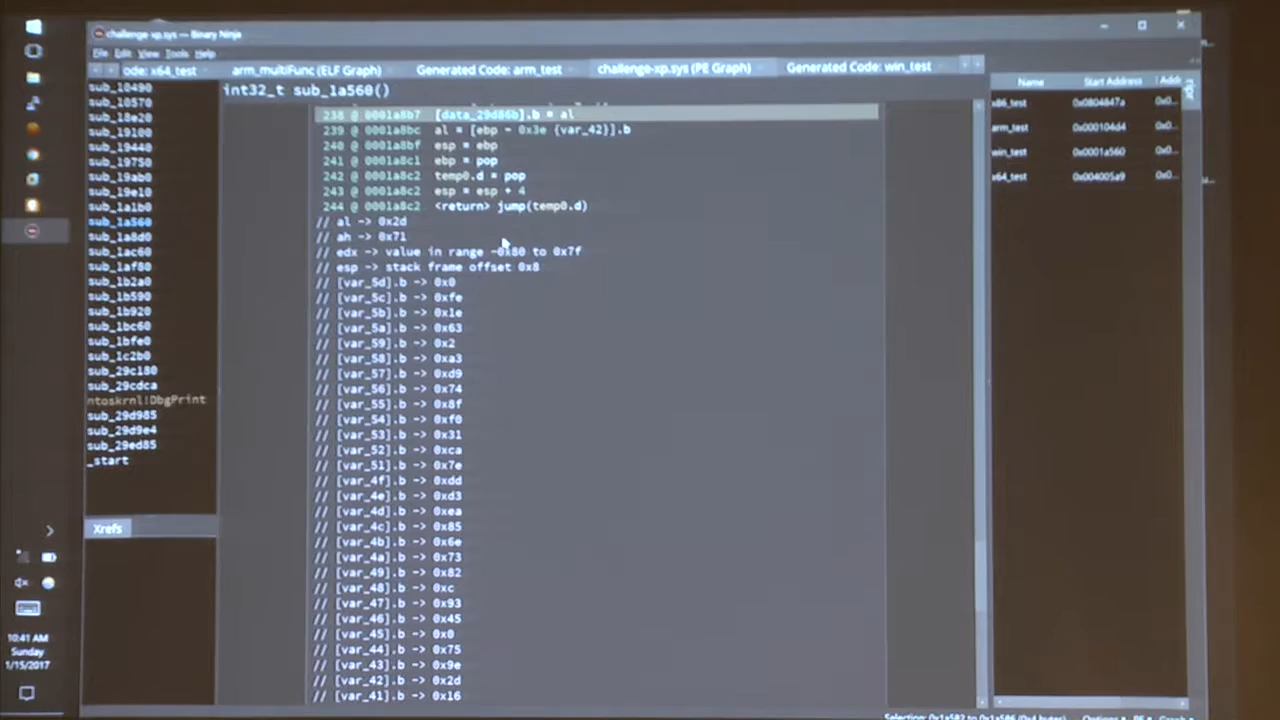 challenge-xp.sys — Binary Ninja
File Edit View Tools Help
ode: x64_test
arm_multiFunc (ELF Graph)
Generated Code: arm_test
challenge-xp.sys (PE Graph)
Generated Code: win_test
int32_t sub_1a560()
sub_10490
sub_10570
sub_18e20
sub_19100
sub_19440
sub_19750
sub_19ab0
sub_19e10
sub_1a1b0
sub_1a560
sub_1a8d0
sub_1ac60
sub_1af80
sub_1b2a0
sub_1b590
sub_1b920
sub_1bc60
sub_1bfe0
sub_1c2b0
sub_29c180
sub_29cdca
ntoskrnl!DbgPrint
sub_29d985
sub_29d9e4
sub_29ed85
_start
Xrefs
238 @ 0001a8b7 [data_29d86b].b = al
239 @ 0001a8bc al = [ebp - 0x3e {var_42}].b
240 @ 0001a8bf esp = ebp
241 @ 0001a8c1 ebp = pop
242 @ 0001a8c2 temp0.d = pop
243 @ 0001a8c2 esp = esp + 4
244 @ 0001a8c2 <return> jump(temp0.d)
// al -> 0x2d
// ah -> 0x71
// edx -> value in range -0x80 to 0x7f
// esp -> stack frame offset 0x8
// [var_5d].b -> 0x0
// [var_5c].b -> 0xfe
// [var_5b].b -> 0x1e
// [var_5a].b -> 0x63
// [var_59].b -> 0x2
// [var_58].b -> 0xa3
// [var_57].b -> 0xd9
// [var_56].b -> 0x74
// [var_55].b -> 0x8f
// [var_54].b -> 0xf0
// [var_53].b -> 0x31
// [var_52].b -> 0xca
// [var_51].b -> 0x7e
// [var_4f].b -> 0xdd
// [var_4e].b -> 0xd3
// [var_4d].b -> 0xea
// [var_4c].b -> 0x85
// [var_4b].b -> 0x6e
// [var_4a].b -> 0x73
// [var_49].b -> 0x82
// [var_48].b -> 0xc
// [var_47].b -> 0x93
// [var_46].b -> 0x45
// [var_45].b -> 0x0
// [var_44].b -> 0x75
// [var_43].b -> 0x9e
// [var_42].b -> 0x2d
// [var_41].b -> 0x16
Name Start Address Addr
x86_test 0x0804847a 0x0...
arm_test 0x000104d4 0x0...
win_test 0x0001a560 0x0...
x64_test 0x004005a9 0x0...
10:41 AM
Sunday
1/15/2017